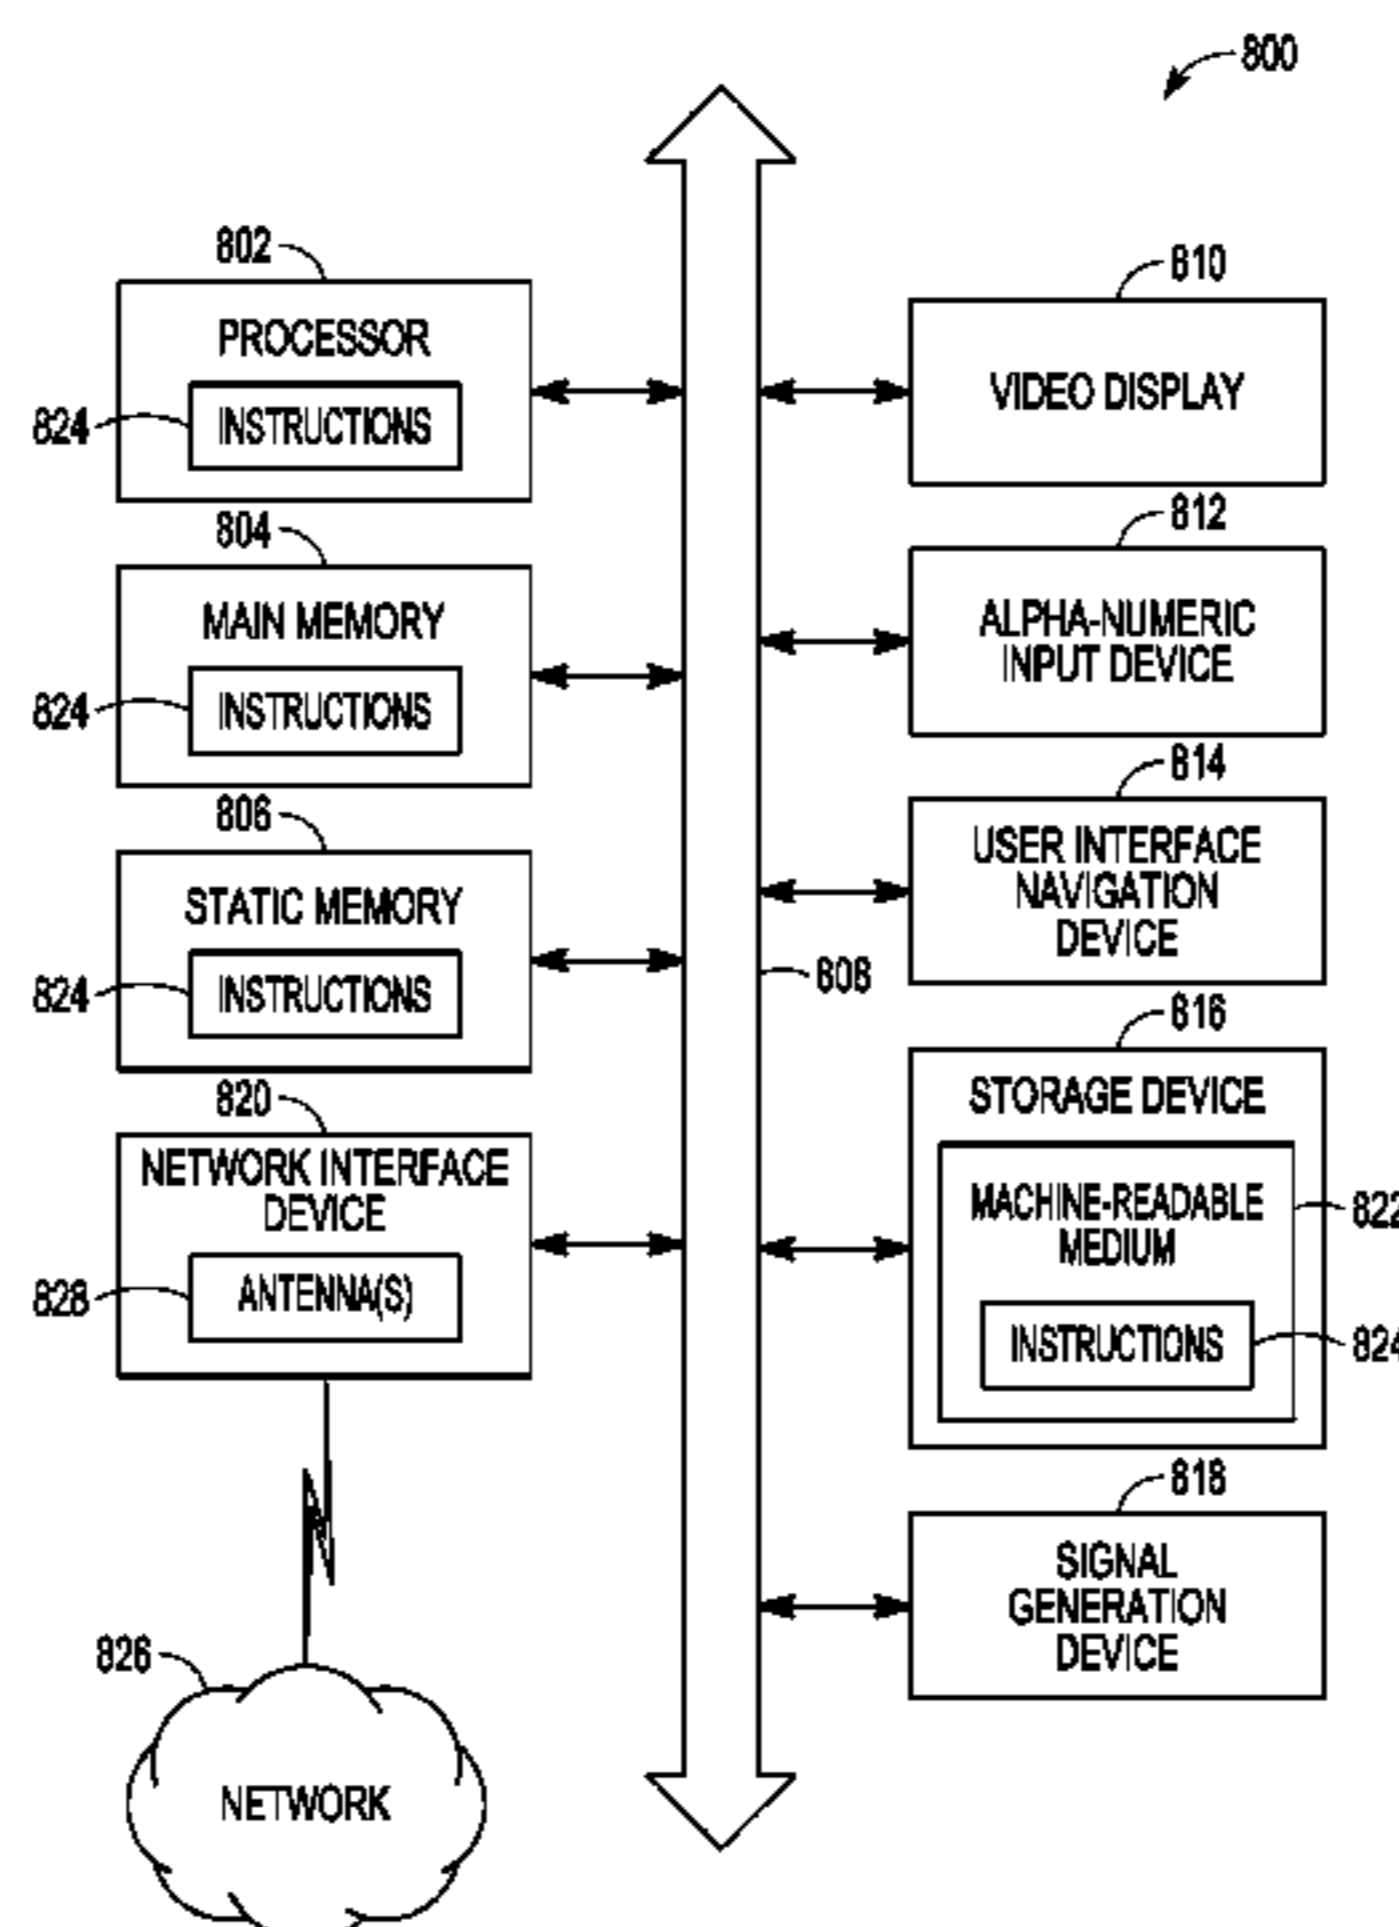 800
802
PROCESSOR
824
INSTRUCTIONS
804
MAIN MEMORY
824
INSTRUCTIONS
806
STATIC MEMORY
824
INSTRUCTIONS
820
NETWORK INTERFACE
DEVICE
828
ANTENNA(S)
826
NETWORK
808
810
VIDEO DISPLAY
812
ALPHA-NUMERIC
INPUT DEVICE
814
USER INTERFACE
NAVIGATION
DEVICE
816
STORAGE DEVICE
MACHINE-READABLE
MEDIUM
822
INSTRUCTIONS
824
818
SIGNAL
GENERATION
DEVICE